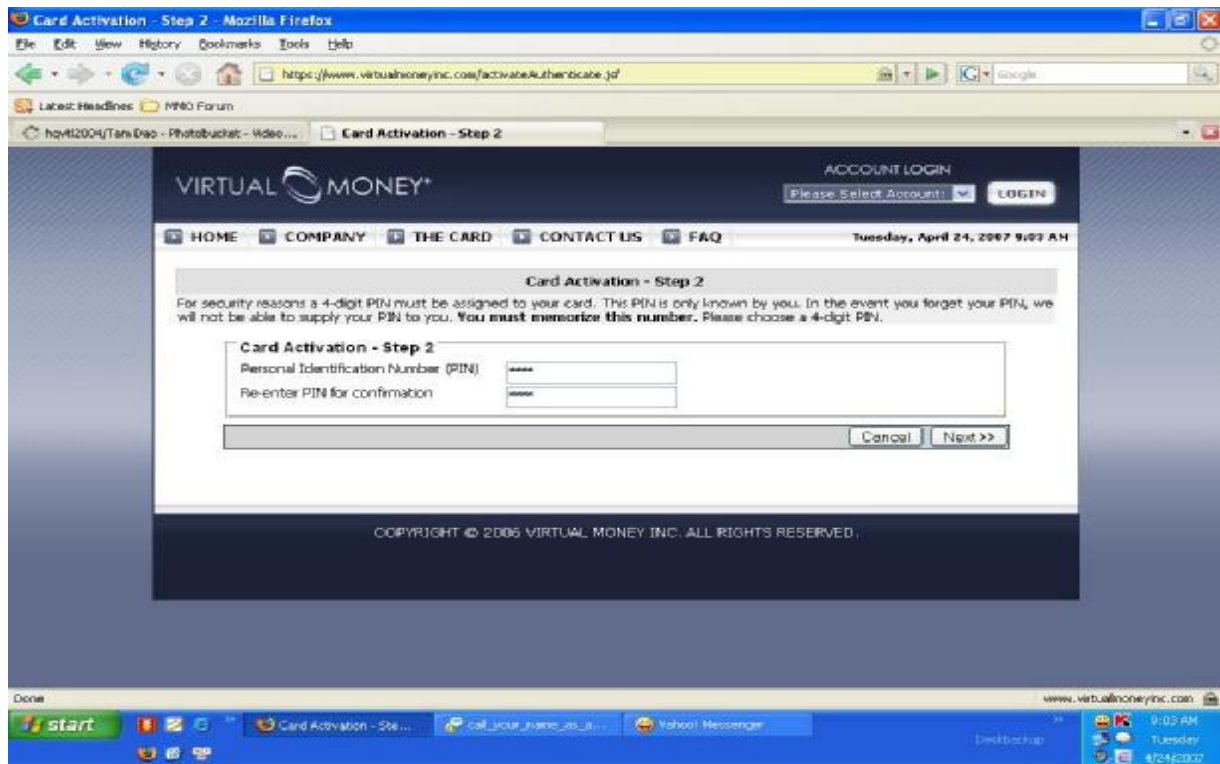 Card Activation - Step 2 - Mozilla Firefox
File Edit View History Bookmarks Tools Help
https://www.virtualmoneyinc.com/activateAuthenticate.jsf
Google
Latest Headlines MMO Forum
Photobucket - Video... Card Activation - Step 2
VIRTUAL MONEY
ACCOUNT LOGIN
Please Select Account: LOGIN
HOME COMPANY THE CARD CONTACT US FAQ Tuesday, April 24, 2007 9:03 AM
Card Activation - Step 2
For security reasons a 4-digit PIN must be assigned to your card. This PIN is only known by you. In the event you forget your PIN, we
will not be able to supply your PIN to you. You must memorize this number. Please choose a 4-digit PIN.
Card Activation - Step 2
Personal Identification Number (PIN) ****
Re-enter PIN for confirmation ****
Cancel Next >>
COPYRIGHT © 2006 VIRTUAL MONEY INC. ALL RIGHTS RESERVED.
Done www.virtualmoneyinc.com
start Card Activation - Ste... call_your_name_as_a... Yahoo! Messenger 9:03 AM
Tuesday
4/24/2007